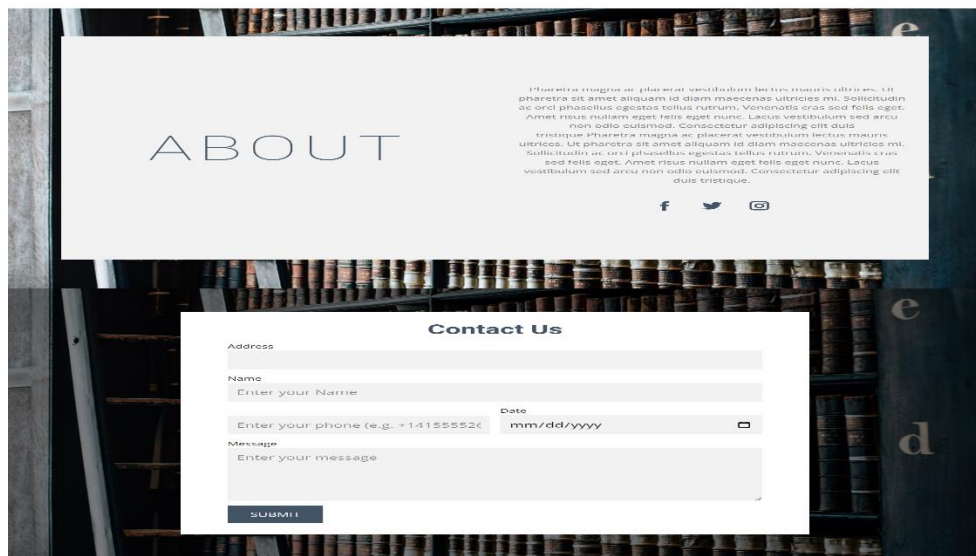 e
ABOUT
Pharetra magna ac placerat vestibulum lectus mauris ultrices. Ut
pharetra sit amet aliquam id diam maecenas ultricies mi. Sollicitudin
ac orci phasellus egestas tellus rutrum. Venenatis cras sed felis eget.
Amet risus nullam eget felis eget nunc. Lacus vestibulum sed arcu
non odio euismod. Consectetur adipiscing elit duis
tristique.Pharetra magna ac placerat vestibulum lectus mauris
ultrices. Ut pharetra sit amet aliquam id diam maecenas ultricies mi.
Sollicitudin ac orci phasellus egestas tellus rutrum. Venenatis cras
sed felis eget. Amet risus nullam eget felis eget nunc. Lacus
vestibulum sed arcu non odio euismod. Consectetur adipiscing elit
duis tristique.
f
e
Contact Us
Address
Name
Enter your Name
Date
Enter your phone (e.g. +14155552 mm/dd/yyyy
Message
d
Enter your message
SUBMIT